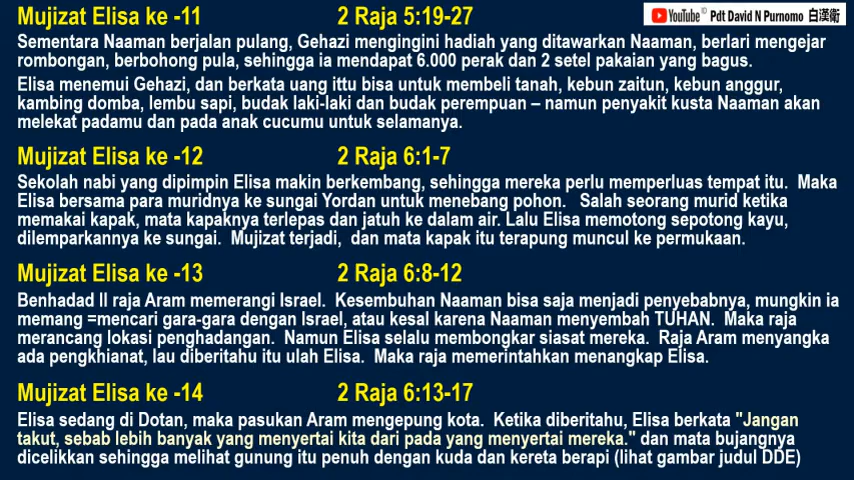 Mujizat Elisa ke -11 2 Raja 5:19-27
YouTube © Pdt David N Purnomo 白漢衛
Sementara Naaman berjalan pulang, Gehazi mengingini hadiah yang ditawarkan Naaman, berlari mengejar
rombongan, berbohong pula, sehingga ia mendapat 6.000 perak dan 2 setel pakaian yang bagus.
Elisa menemui Gehazi, dan berkata uang ittu bisa untuk membeli tanah, kebun zaitun, kebun anggur,
kambing domba, lembu sapi, budak laki-laki dan budak perempuan – namun penyakit kusta Naaman akan
melekat padamu dan pada anak cucumu untuk selamanya.
Mujizat Elisa ke -12 2 Raja 6:1-7
Sekolah nabi yang dipimpin Elisa makin berkembang, sehingga mereka perlu memperluas tempat itu. Maka
Elisa bersama para muridnya ke sungai Yordan untuk menebang pohon. Salah seorang murid ketika
memakai kapak, mata kapaknya terlepas dan jatuh ke dalam air. Lalu Elisa memotong sepotong kayu,
dilemparkannya ke sungai. Mujizat terjadi, dan mata kapak itu terapung muncul ke permukaan.
Mujizat Elisa ke -13 2 Raja 6:8-12
Benhadad II raja Aram memerangi Israel. Kesembuhan Naaman bisa saja menjadi penyebabnya, mungkin ia
memang =mencari gara-gara dengan Israel, atau kesal karena Naaman menyembah TUHAN. Maka raja
merancang lokasi penghadangan. Namun Elisa selalu membongkar siasat mereka. Raja Aram menyangka
ada pengkhianat, lau diberitahu itu ulah Elisa. Maka raja memerintahkan menangkap Elisa.
Mujizat Elisa ke -14 2 Raja 6:13-17
Elisa sedang di Dotan, maka pasukan Aram mengepung kota. Ketika diberitahu, Elisa berkata "Jangan
takut, sebab lebih banyak yang menyertai kita dari pada yang menyertai mereka." dan mata bujangnya
dicelikkan sehingga melihat gunung itu penuh dengan kuda dan kereta berapi (lihat gambar judul DDE)